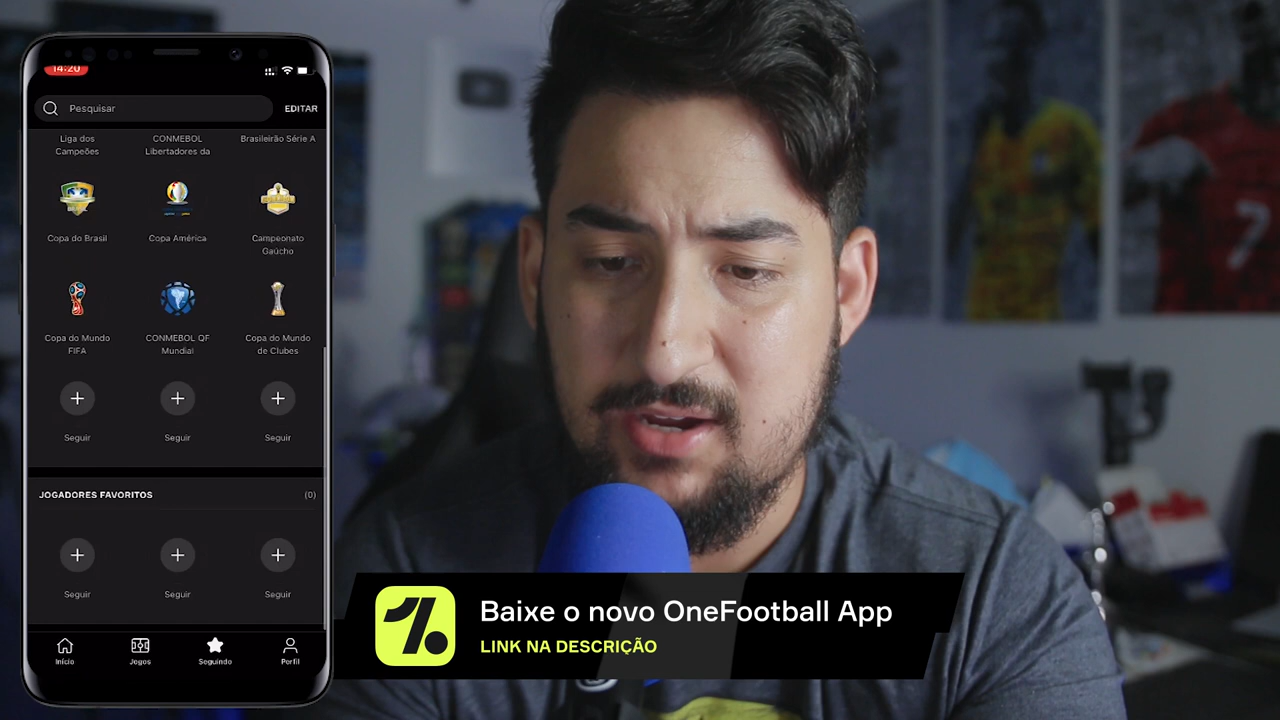 14:20
Pesquisar
EDITAR
Liga dos
Campeões
CONMEBOL
Libertadores da
Brasileirão Série A
Copa do Brasil
Copa América
Campeonato
Gaúcho
Copa do Mundo
FIFA
CONMEBOL QF
Mundial
Copa do Mundo
de Clubes
Seguir
Seguir
Seguir
JOGADORES FAVORITOS
(0)
Seguir
Seguir
Seguir
Início
Jogos
Seguindo
Perfil
Baixe o novo OneFootball App
LINK NA DESCRIÇÃO
7